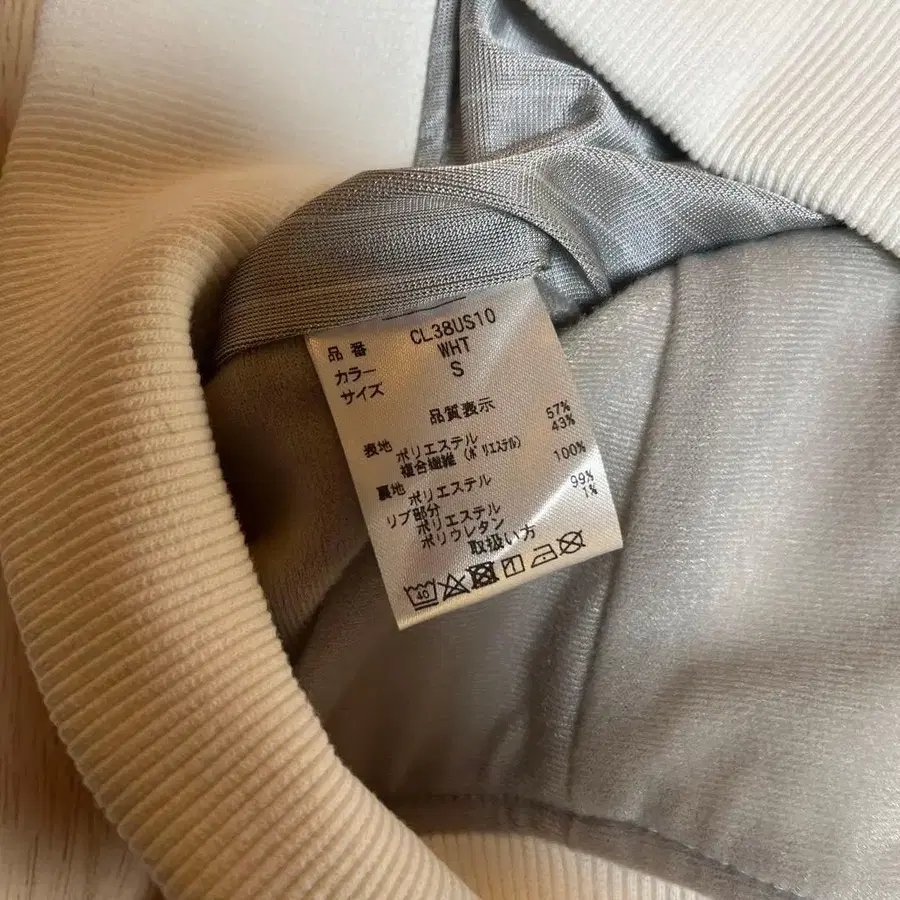 品番 CL38US10
カラー WHT
サイズ S
品質表示
表地 ポリエステル 57%
複合繊維(ポリエステル) 43%
裏地 ポリエステル 100%
リブ部分
ポリエステル 99%
ポリウレタン 1%
取扱い方
40